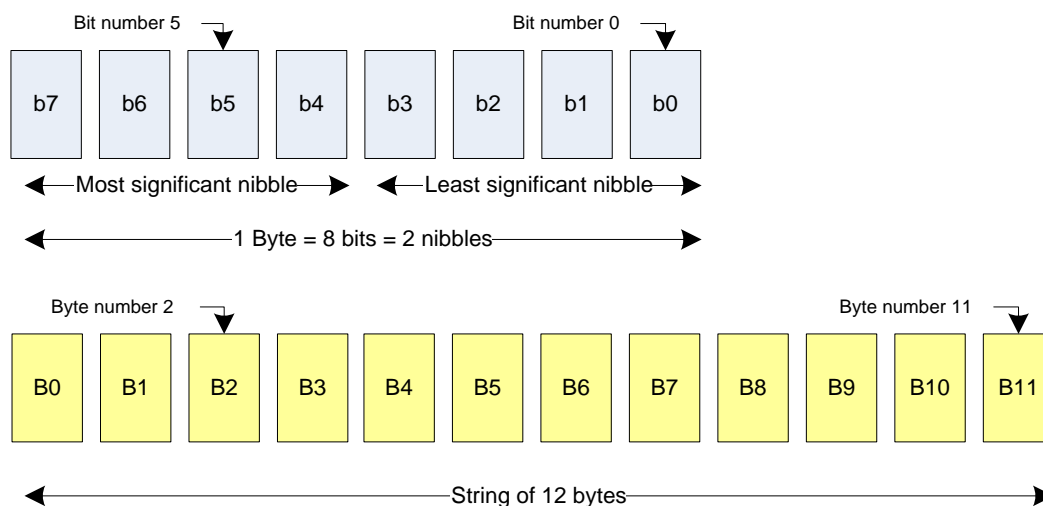 Bit number 5 Bit number 0
b7 b6 b5 b4 b3 b2 b1 b0
Most significant nibble Least significant nibble
1 Byte = 8 bits = 2 nibbles
Byte number 2 Byte number 11
B0 B1 B2 B3 B4 B5 B6 B7 B8 B9 B10 B11
String of 12 bytes